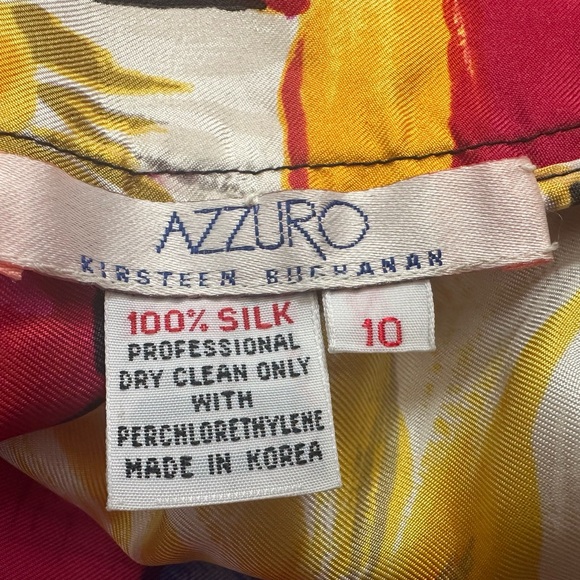 AZZURO
KIRSTEEN BUCHANAN
100% SILK
PROFESSIONAL
DRY CLEAN ONLY
WITH
PERCHLORETHYLENE
MADE IN KOREA
10